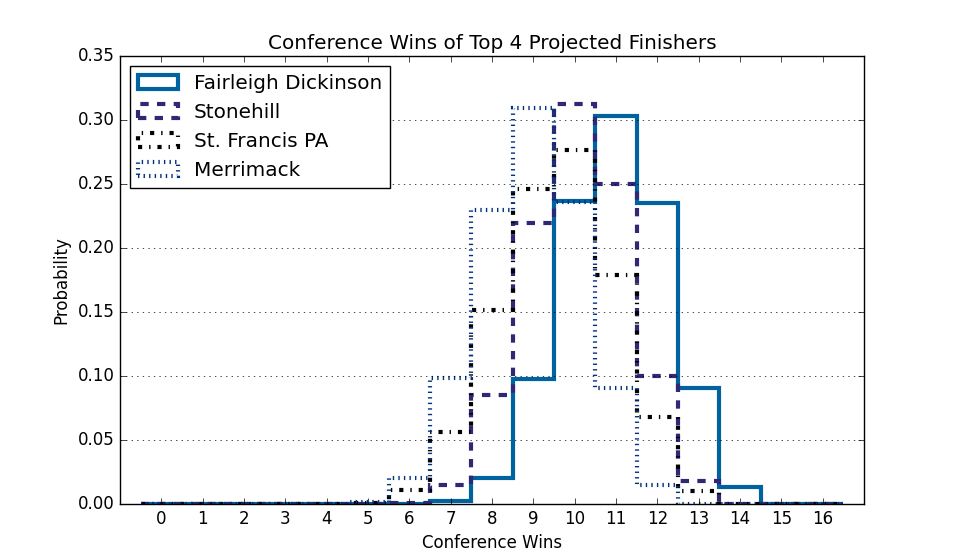 Conference Wins of Top 4 Projected Finishers
0.35
0.30
0.25
0.20
0.15
0.10
0.05
0.00
Probability
Fairleigh Dickinson
Stonehill
St. Francis PA
Merrimack
0 1 2 3 4 5 6 7 8 9 10 11 12 13 14 15 16
Conference Wins